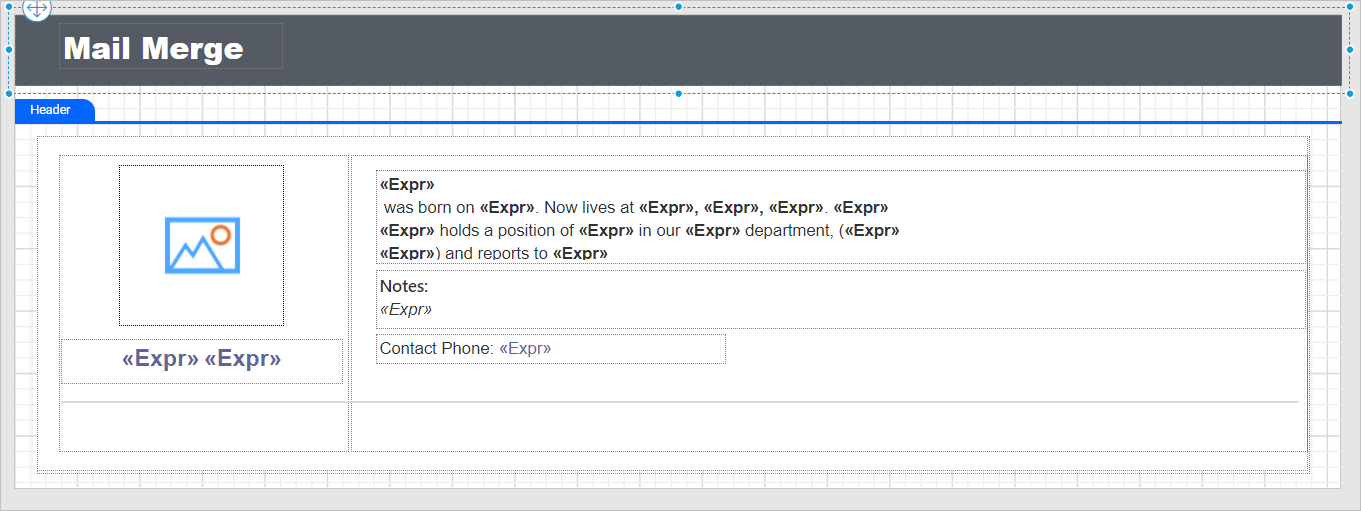 Mail Merge
Header
«Expr»
was born on «Expr». Now lives at «Expr», «Expr», «Expr». «Expr»
«Expr» holds a position of «Expr» in our «Expr» department, («Expr»
«Expr») and reports to «Expr»
Notes:
«Expr»
«Expr» «Expr»
Contact Phone: «Expr»